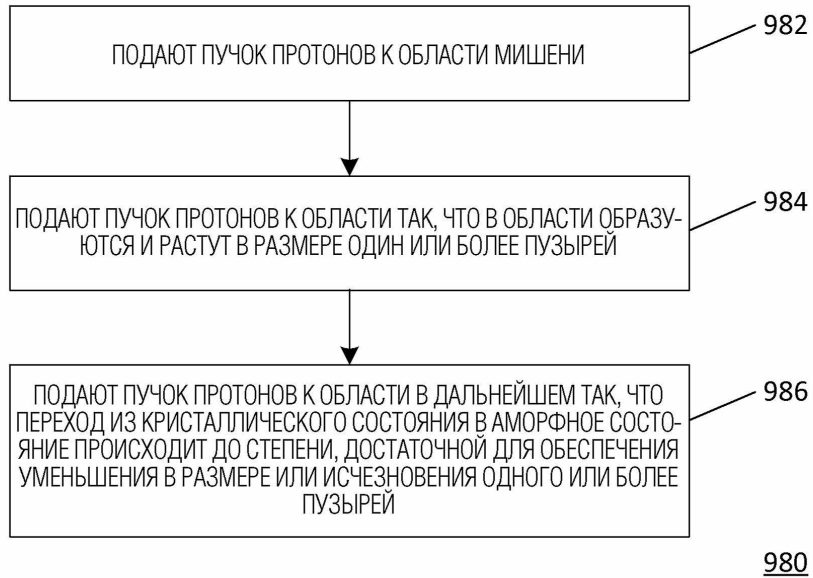 982
ПОДАЮТ ПУЧОК ПРОТОНОВ К ОБЛАСТИ МИШЕНИ
984
ПОДАЮТ ПУЧОК ПРОТОНОВ К ОБЛАСТИ ТАК, ЧТО В ОБЛАСТИ ОБРАЗУ-
ЮТСЯ И РАСТУТ В РАЗМЕРЕ ОДИН ИЛИ БОЛЕЕ ПУЗЫРЕЙ
986
ПОДАЮТ ПУЧОК ПРОТОНОВ К ОБЛАСТИ В ДАЛЬНЕЙШЕМ ТАК, ЧТО
ПЕРЕХОД ИЗ КРИСТАЛЛИЧЕСКОГО СОСТОЯНИЯ В АМОРФНОЕ СОСТО-
ЯНИЕ ПРОИСХОДИТ ДО СТЕПЕНИ, ДОСТАТОЧНОЙ ДЛЯ ОБЕСПЕЧЕНИЯ
УМЕНЬШЕНИЯ В РАЗМЕРЕ ИЛИ ИСЧЕЗНОВЕНИЯ ОДНОГО ИЛИ БОЛЕЕ
ПУЗЫРЕЙ
980